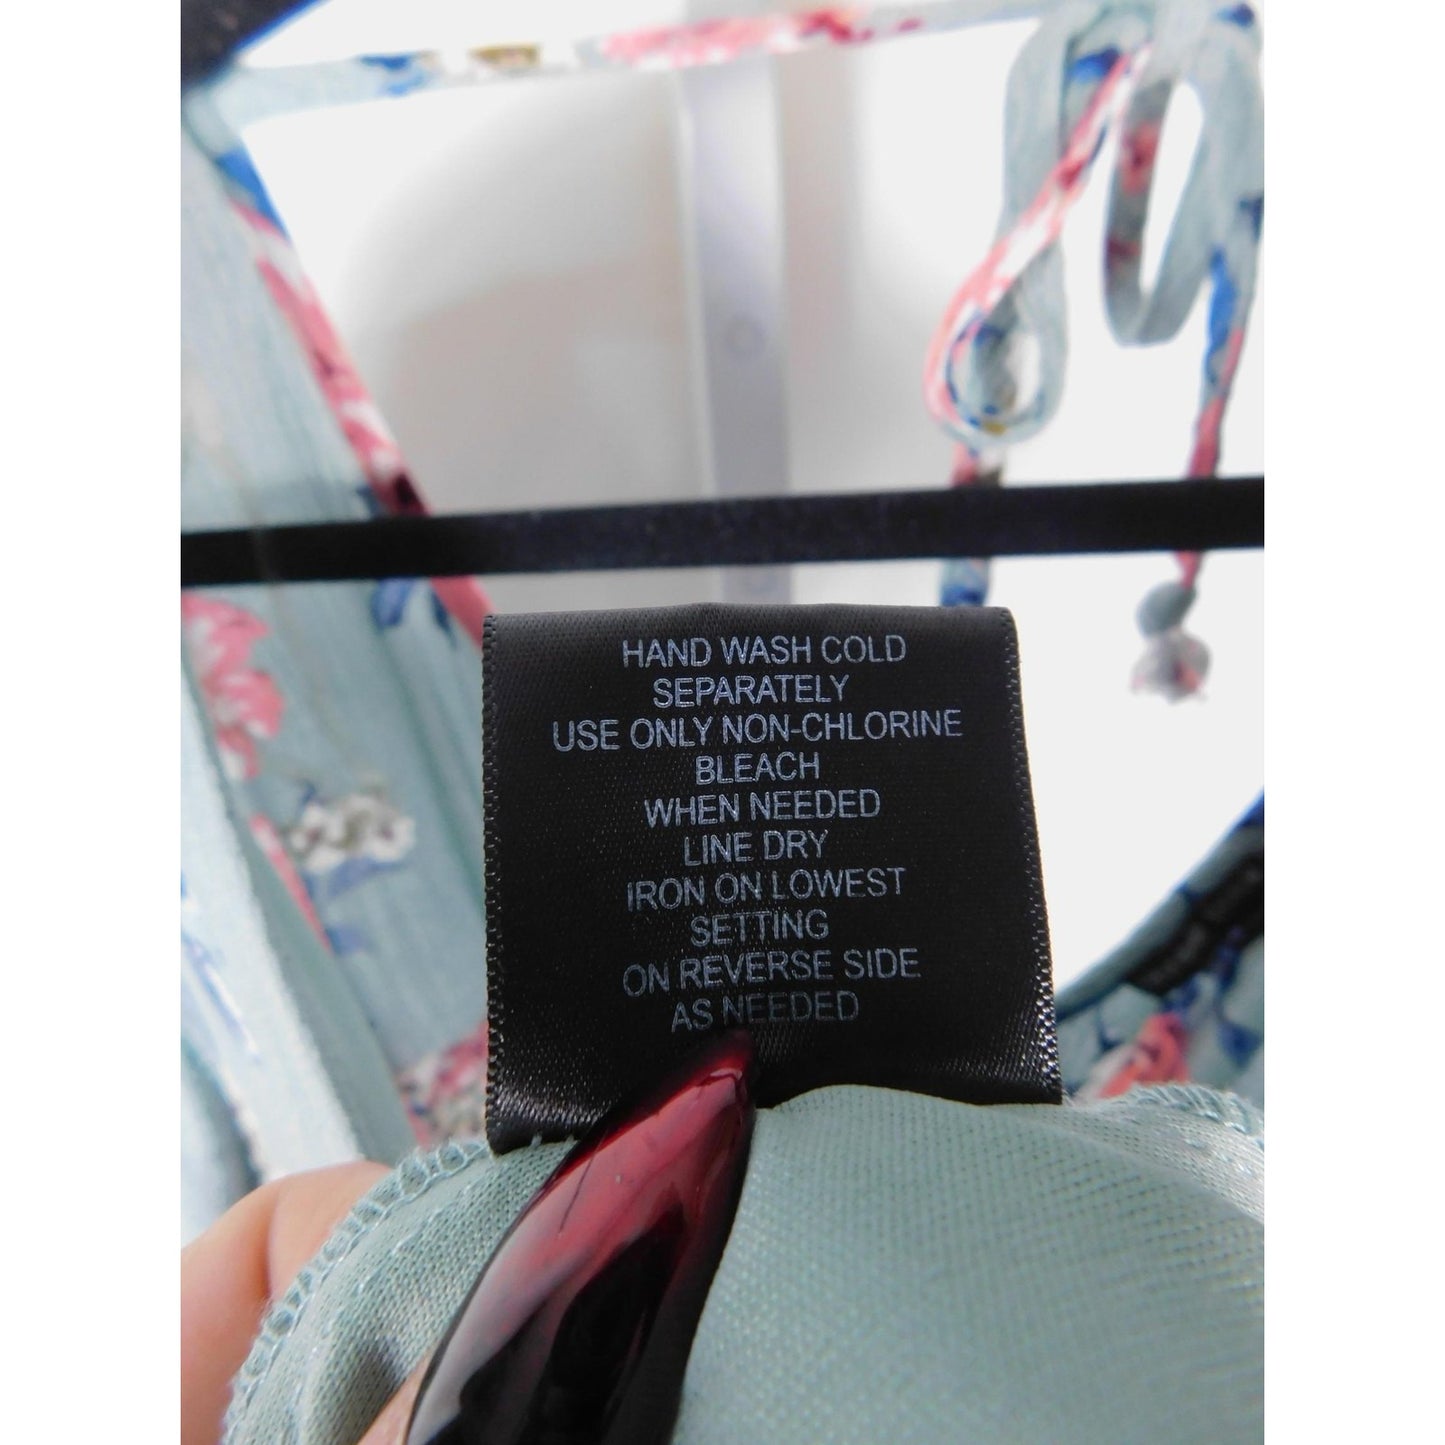 HAND WASH COLD
SEPARATELY
USE ONLY NON-CHLORINE
BLEACH
WHEN NEEDED
LINE DRY
IRON ON LOWEST
SETTING
ON REVERSE SIDE
AS NEEDED